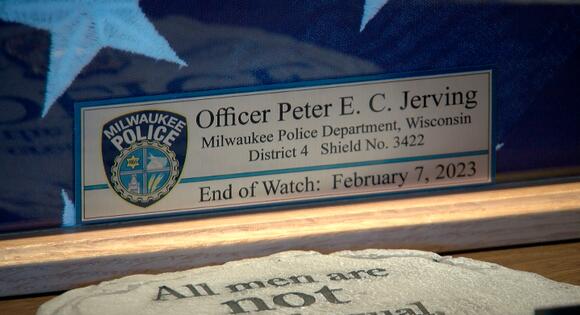 MILWAUKEE
POLICE
Officer Peter E. C. Jerving
Milwaukee Police Department, Wisconsin
District 4 Shield No. 3422
End of Watch: February 7, 2023
All men are
not